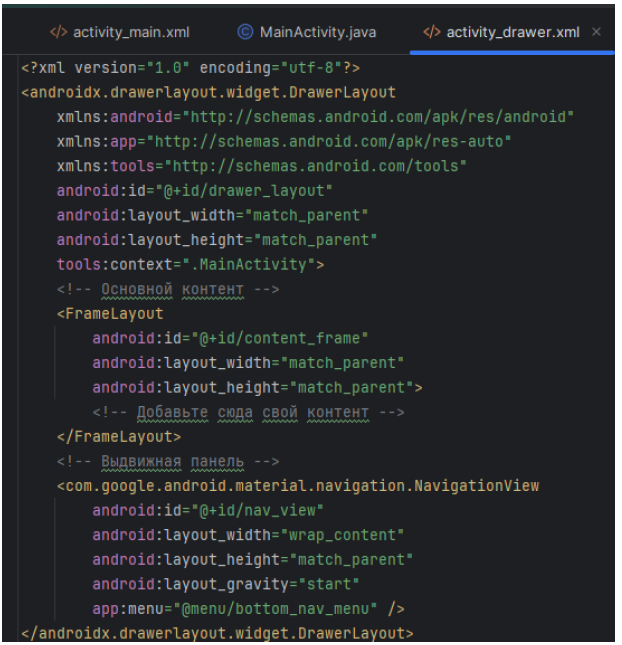 activity_main.xml MainActivity.java activity_drawer.xml
<?xml version="1.0" encoding="utf-8"?>
<androidx.drawerlayout.widget.DrawerLayout
xmlns:android="http://schemas.android.com/apk/res/android"
xmlns:app="http://schemas.android.com/apk/res-auto"
xmlns:tools="http://schemas.android.com/tools"
android:id="@+id/drawer_layout"
android:layout_width="match_parent"
android:layout_height="match_parent"
tools:context=".MainActivity">
<!-- Основной контент -->
<FrameLayout
android:id="@+id/content_frame"
android:layout_width="match_parent"
android:layout_height="match_parent">
<!-- Добавьте сюда свой контент -->
</FrameLayout>
<!-- Выдвижная панель -->
<com.google.android.material.navigation.NavigationView
android:id="@+id/nav_view"
android:layout_width="wrap_content"
android:layout_height="match_parent"
android:layout_gravity="start"
app:menu="@menu/bottom_nav_menu" />
</androidx.drawerlayout.widget.DrawerLayout>